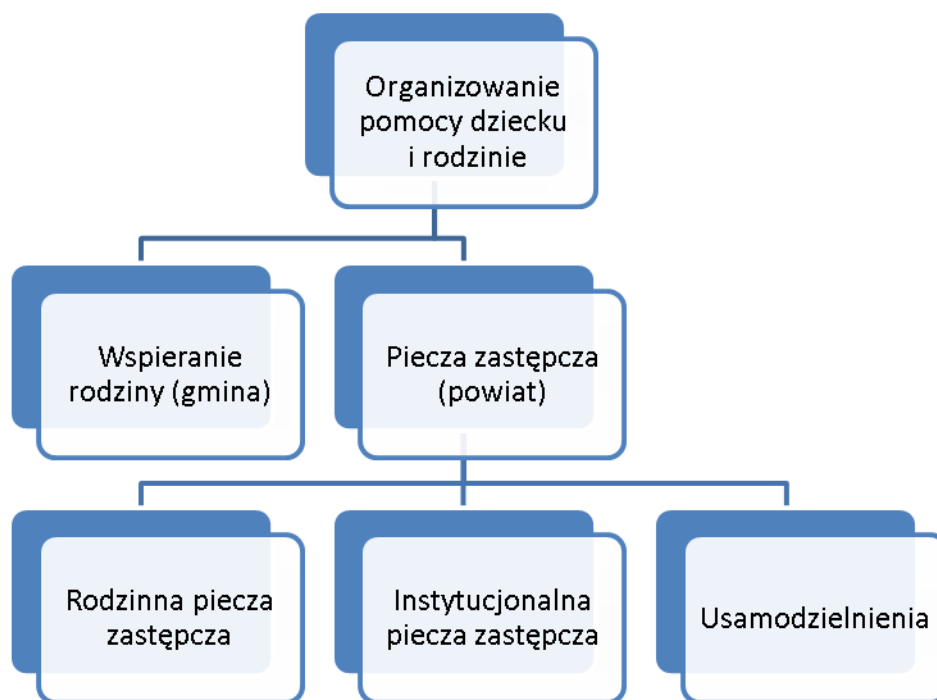 Organizowanie
pomocy dziecku
i rodzinie
Wspieranie
rodziny (gmina)
Piecza zastępcza
(powiat)
Rodzinna piecza
zastępcza
Instytucjonalna
piecza zastępcza
Usamodzielnienia